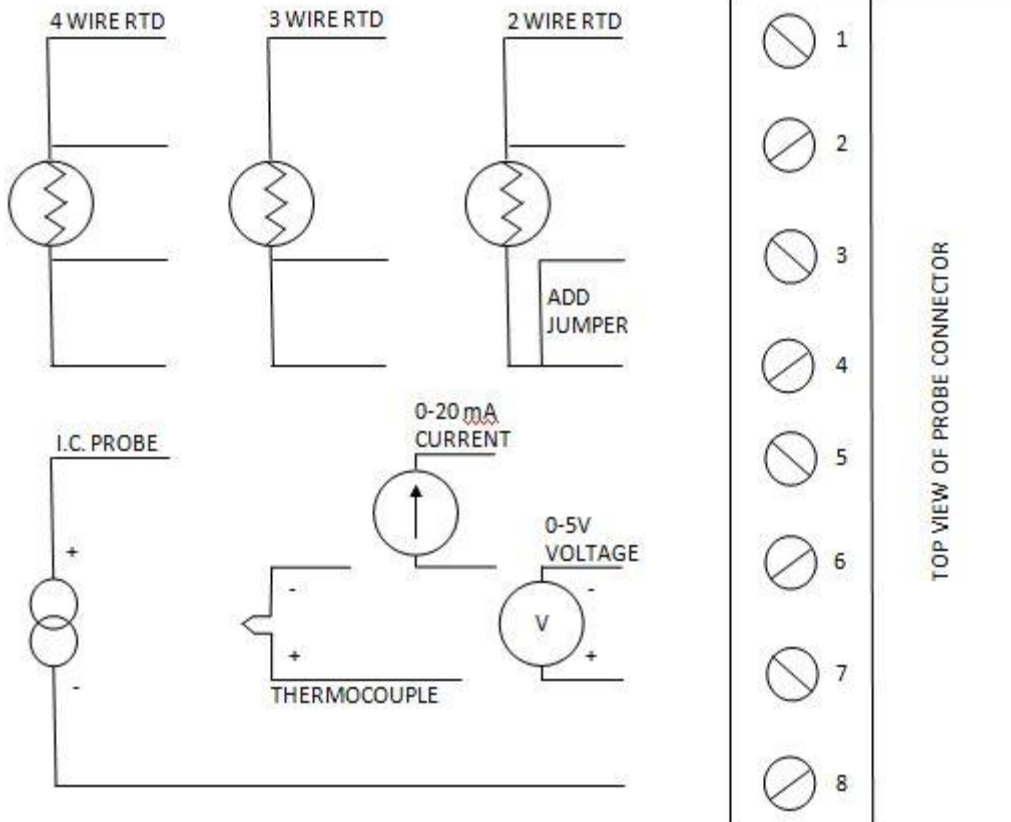 4 WIRE RTD
3 WIRE RTD
2 WIRE RTD
ADD
JUMPER
I.C. PROBE
+
-
0-20 mA
CURRENT
0-5V
VOLTAGE
-
+
THERMOCOUPLE
V
-
+
1
2
3
4
5
6
7
8
TOP VIEW OF PROBE CONNECTOR